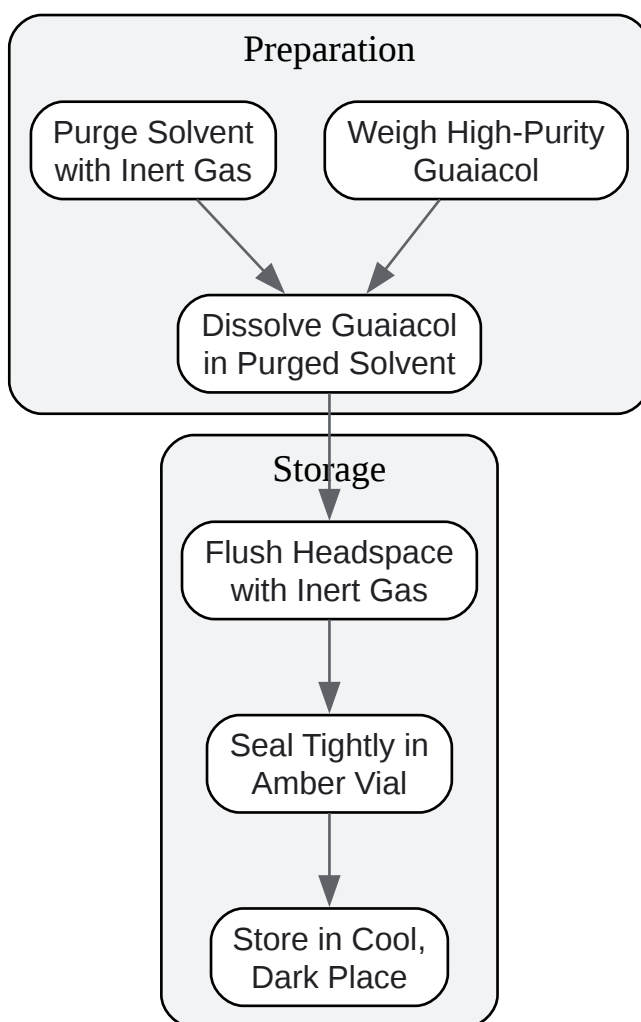 Preparation
Purge Solvent
with Inert Gas
Weigh High-Purity
Guaiacol
Dissolve Guaiacol
in Purged Solvent
Storage
Flush Headspace
with Inert Gas
Seal Tightly in
Amber Vial
Store in Cool,
Dark Place